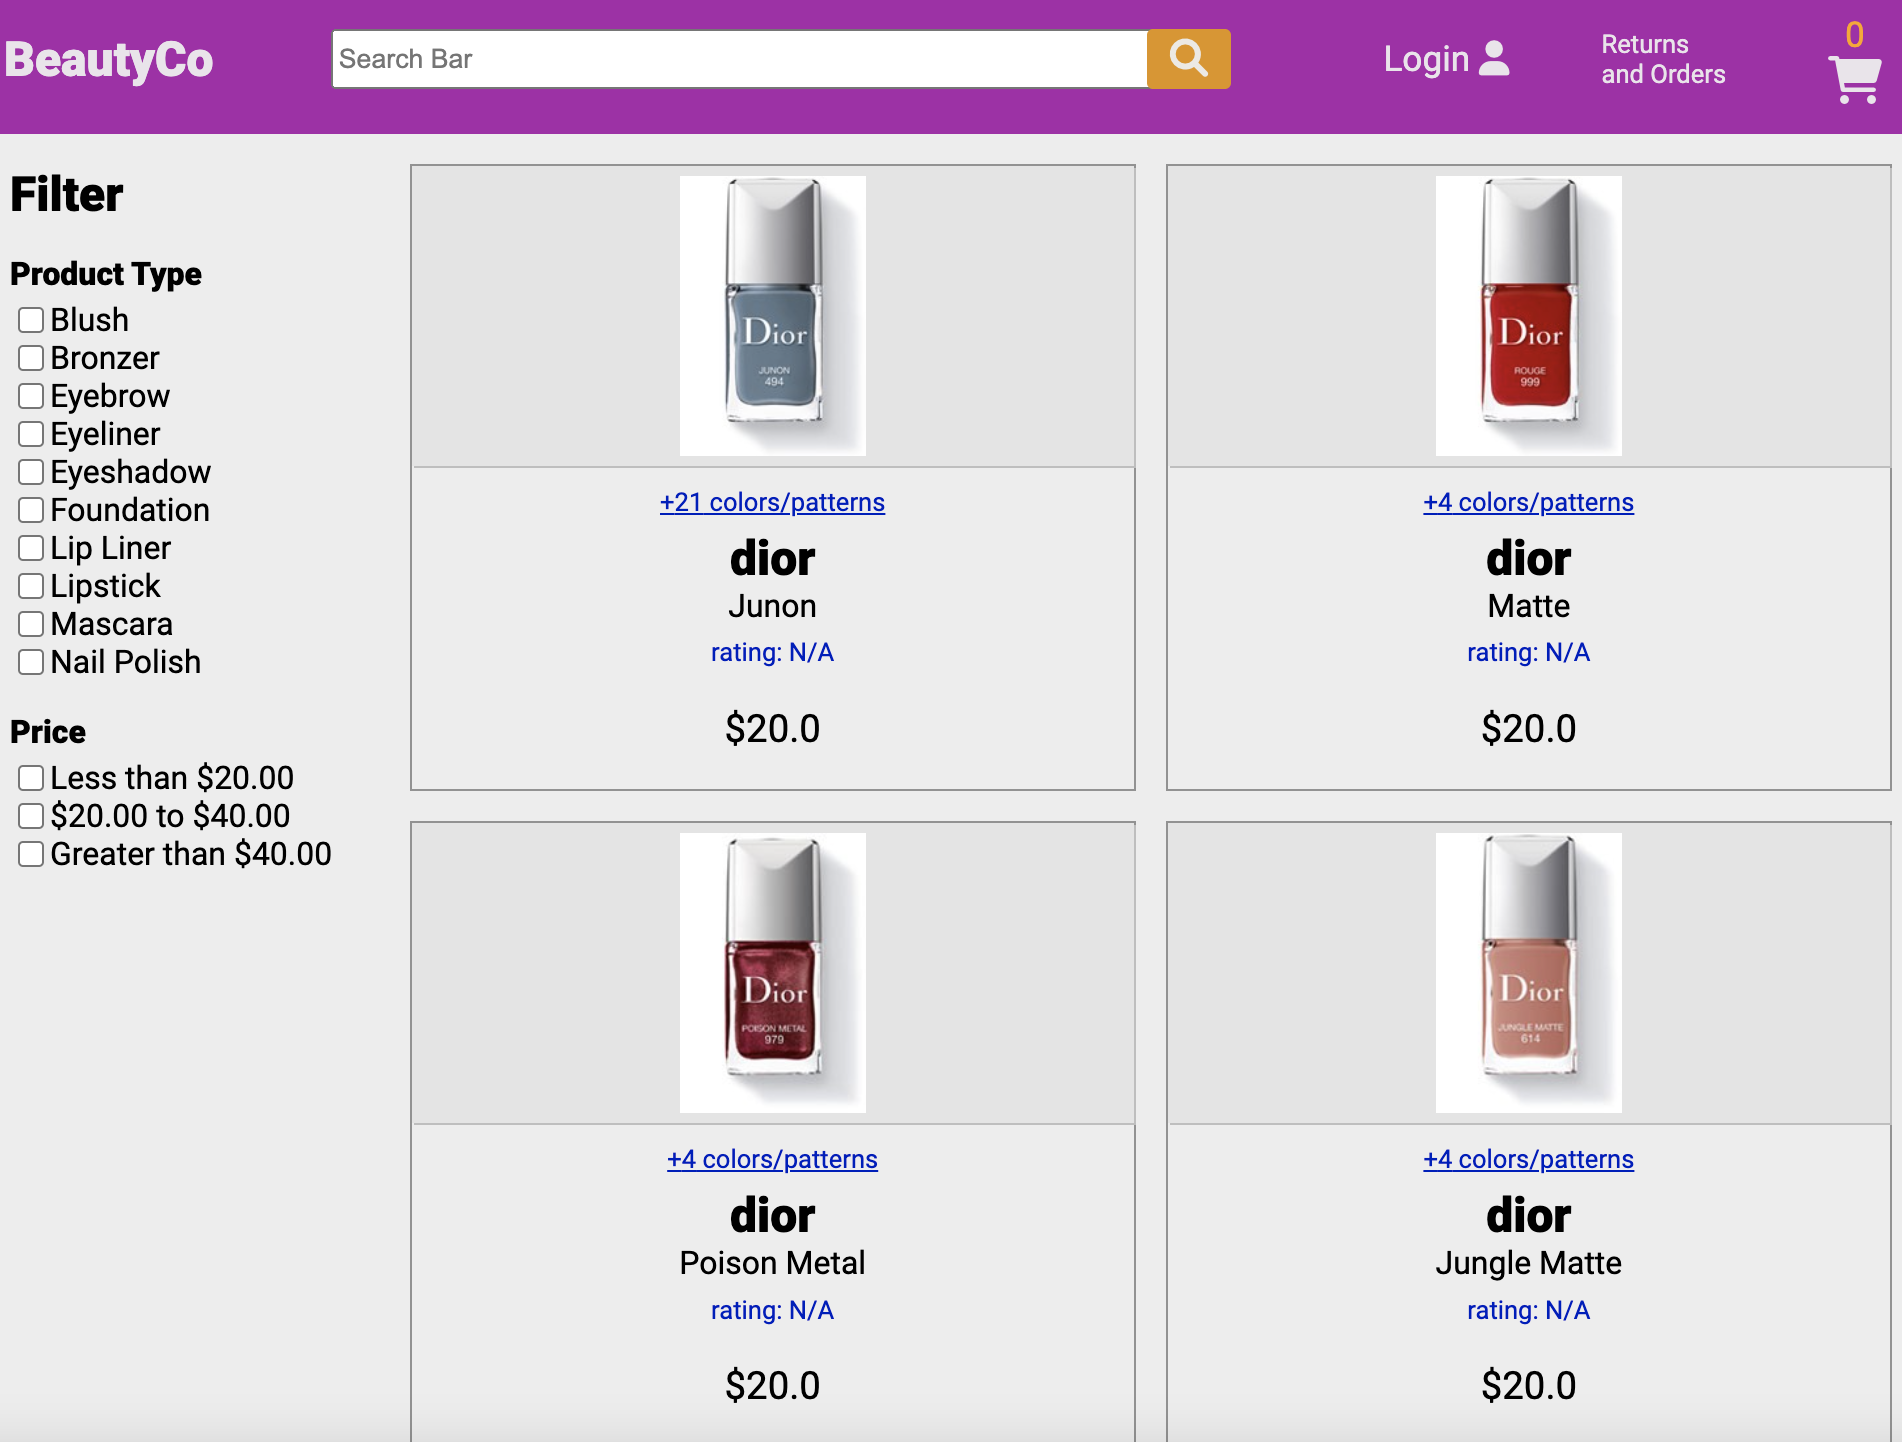 BeautyCo
Search Bar
Login
Returns
and Orders
0
Filter
Product Type
Blush
Bronzer
Eyebrow
Eyeliner
Eyeshadow
Foundation
Lip Liner
Lipstick
Mascara
Nail Polish
Price
Less than $20.00
$20.00 to $40.00
Greater than $40.00
Dior
JUNON
494
+21 colors/patterns
dior
Junon
rating: N/A
$20.0
Dior
ROUGE
999
+4 colors/patterns
dior
Matte
rating: N/A
$20.0
Dior
POISON METAL
979
+4 colors/patterns
dior
Poison Metal
rating: N/A
$20.0
Dior
JUNGLE MATTE
614
+4 colors/patterns
dior
Jungle Matte
rating: N/A
$20.0